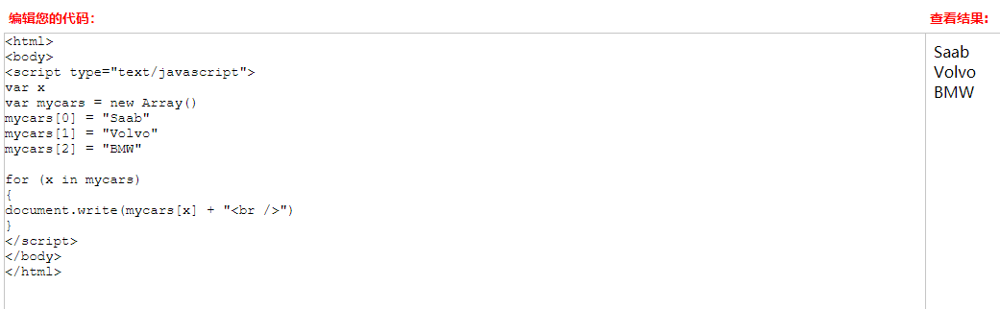 编辑您的代码:
查看结果:
<html>
<body>
<script type="text/javascript">
var x
var mycars = new Array()
mycars[0] = "Saab"
mycars[1] = "Volvo"
mycars[2] = "BMW"

for (x in mycars)
{
document.write(mycars[x] + "<br />")
}
</script>
</body>
</html>
Saab
Volvo
BMW